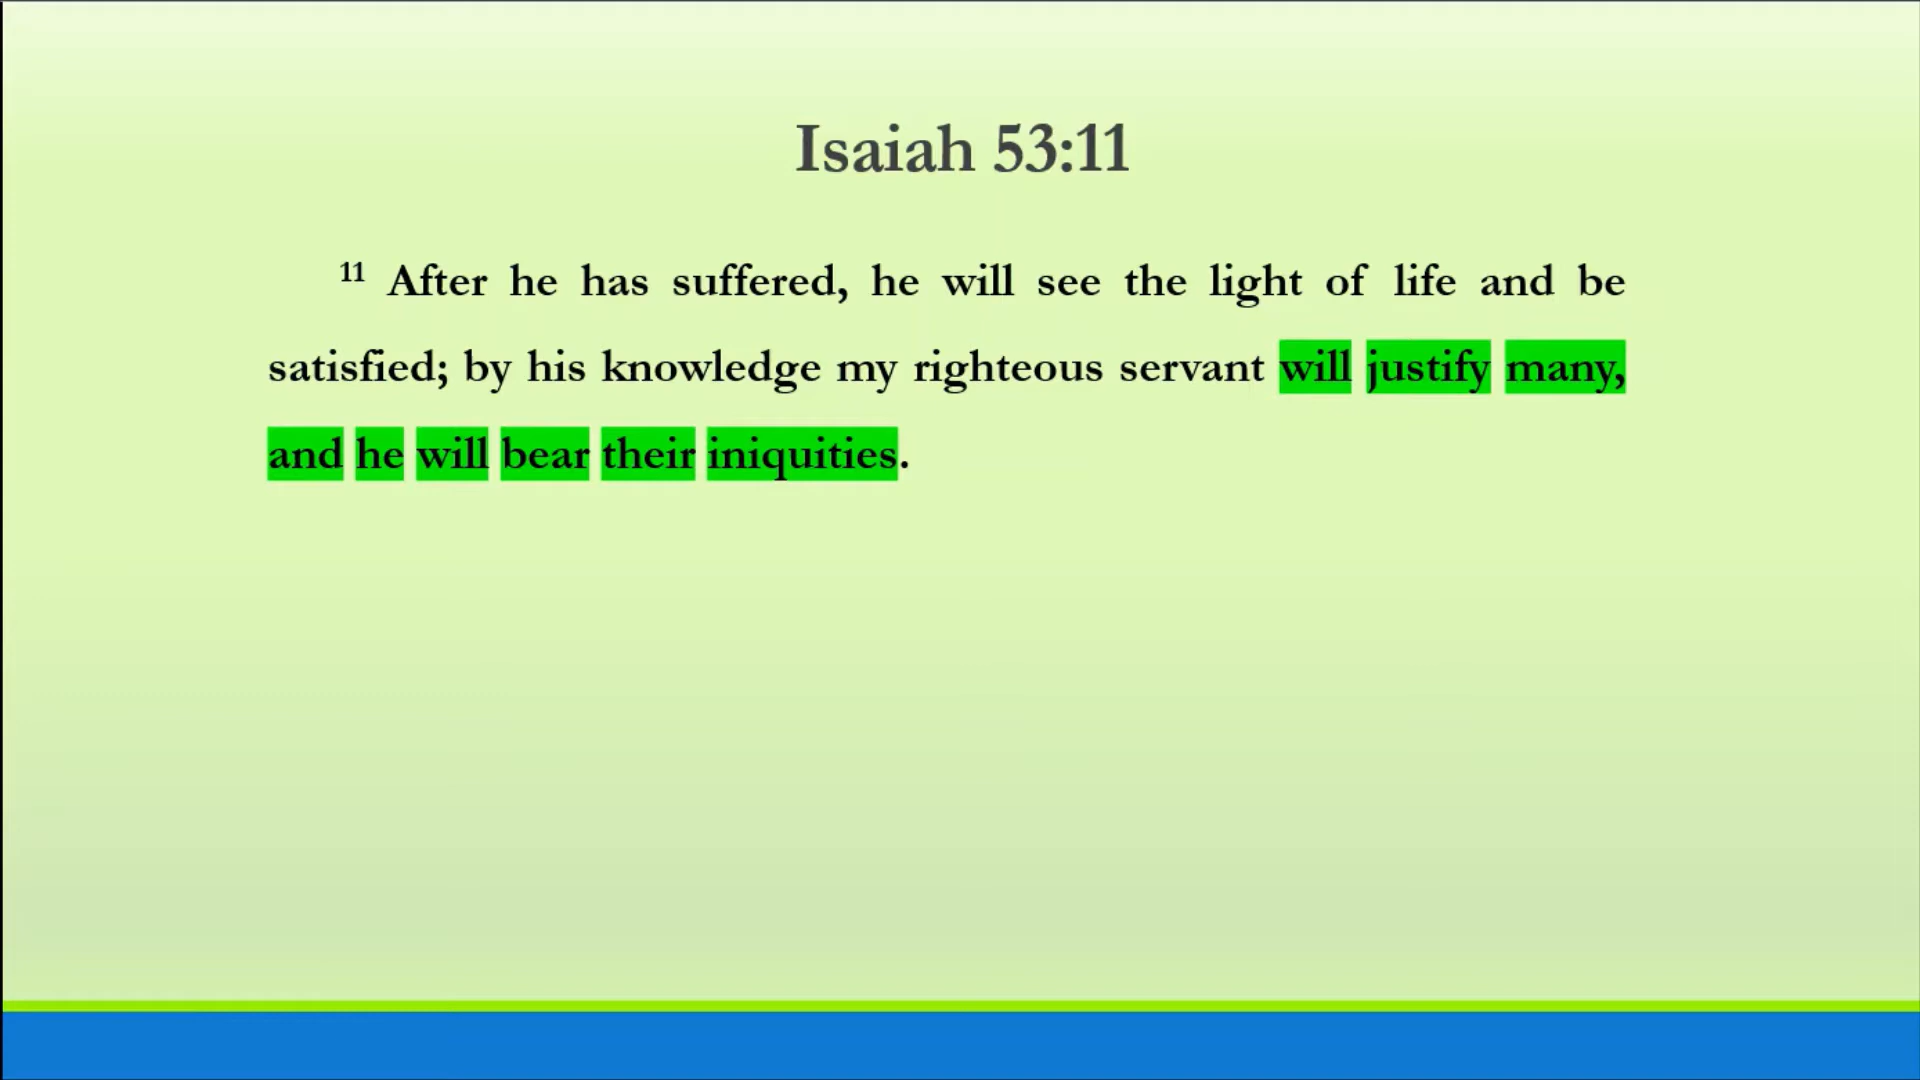 Isaiah 53:11
11 After he has suffered, he will see the light of life and be
satisfied; by his knowledge my righteous servant will justify many,
and he will bear their iniquities.